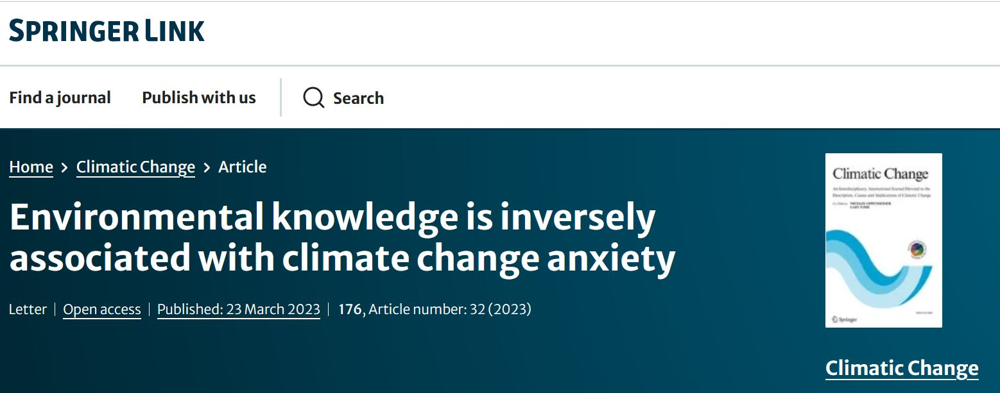 SPRINGER LINK
Find a journal Publish with us Search
Home > Climatic Change > Article
Environmental knowledge is inversely
associated with climate change anxiety
Letter | Open access | Published: 23 March 2023 | 176, Article number: 32 (2023)
Climatic Change
An Interdisciplinary, International Journal Devoted to the
Description, Causes and Implications of Climatic Change
Co-Editors: MICHAEL OPPENHEIMER
GARY YOHE
Springer
Climatic Change